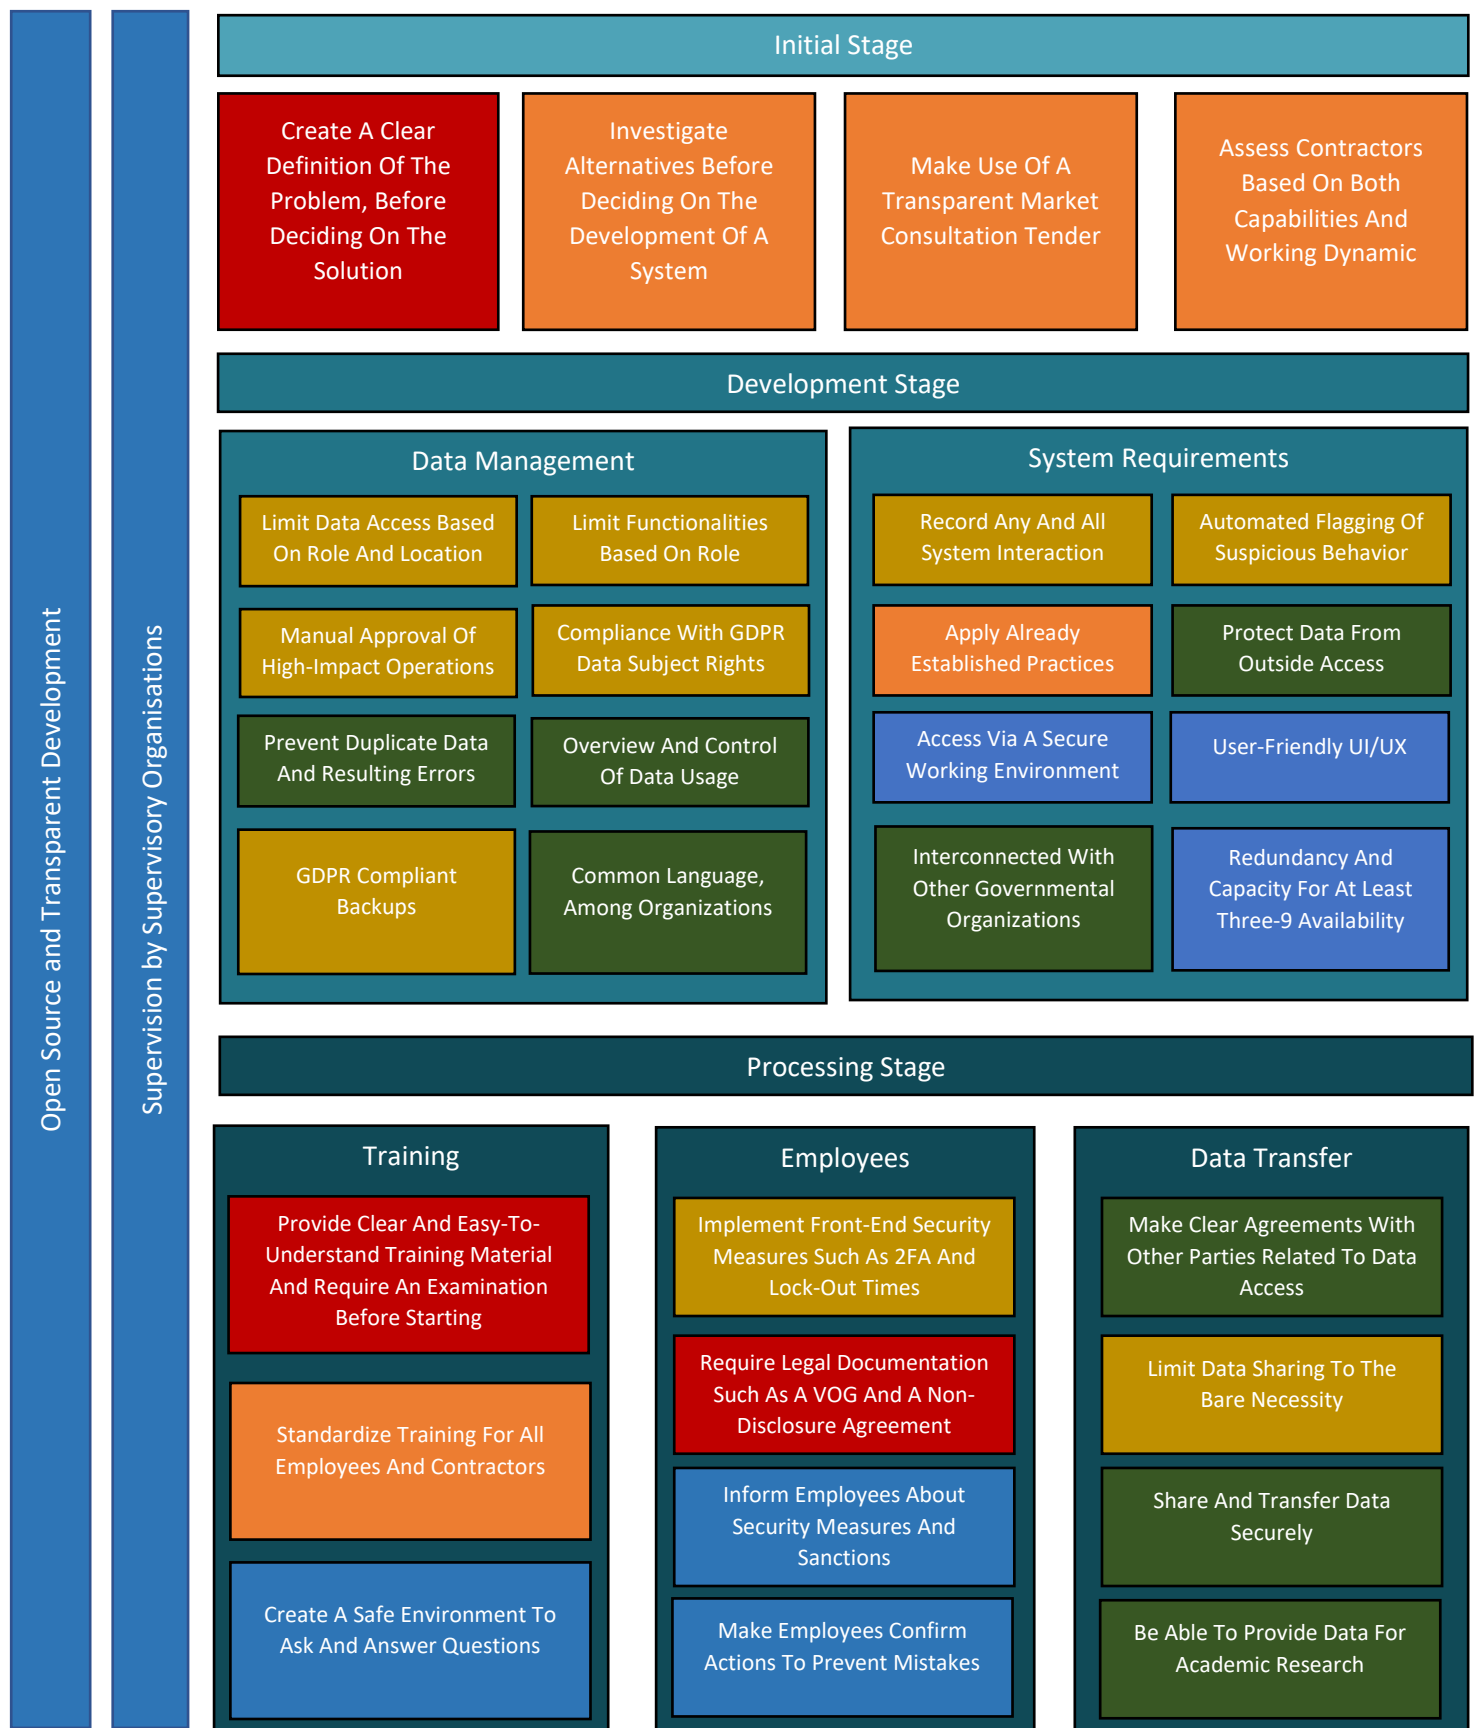 Open Source and Transparent Development
Supervision by Supervisory Organisations
Initial Stage
Create A Clear
Definition Of The
Problem, Before
Deciding On The
Solution
Investigate
Alternatives Before
Deciding On The
Development Of A
System
Make Use Of A
Transparent Market
Consultation Tender
Assess Contractors
Based On Both
Capabilities And
Working Dynamic
Development Stage
Data Management
Limit Data Access Based
On Role And Location
Limit Functionalities
Based On Role
Manual Approval Of
High-Impact Operations
Compliance With GDPR
Data Subject Rights
Prevent Duplicate Data
And Resulting Errors
Overview And Control
Of Data Usage
GDPR Compliant
Backups
Common Language,
Among Organizations
System Requirements
Record Any And All
System Interaction
Automated Flagging Of
Suspicious Behavior
Apply Already
Established Practices
Protect Data From
Outside Access
Access Via A Secure
Working Environment
User-Friendly UI/UX
Interconnected With
Other Governmental
Organizations
Redundancy And
Capacity For At Least
Three-9 Availability
Processing Stage
Training
Provide Clear And Easy-To-
Understand Training Material
And Require An Examination
Before Starting
Standardize Training For All
Employees And Contractors
Create A Safe Environment To
Ask And Answer Questions
Employees
Implement Front-End Security
Measures Such As 2FA And
Lock-Out Times
Require Legal Documentation
Such As A VOG And A Non-
Disclosure Agreement
Inform Employees About
Security Measures And
Sanctions
Make Employees Confirm
Actions To Prevent Mistakes
Data Transfer
Make Clear Agreements With
Other Parties Related To Data
Access
Limit Data Sharing To The
Bare Necessity
Share And Transfer Data
Securely
Be Able To Provide Data For
Academic Research